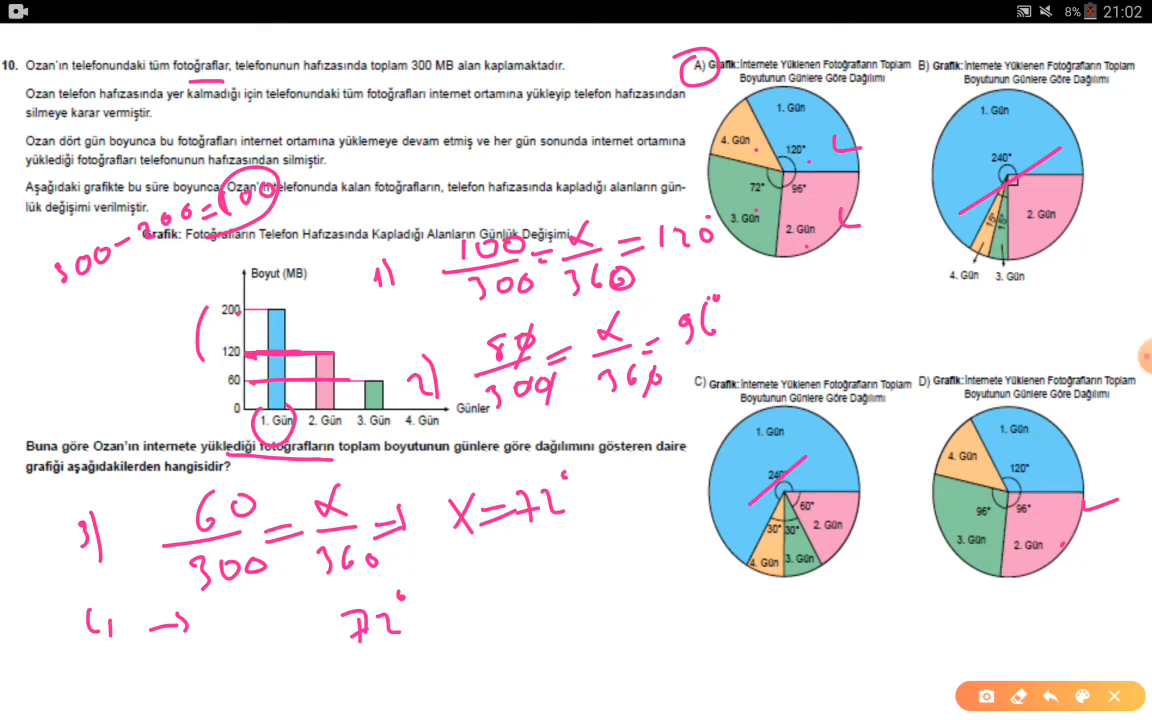 8% 21:02
10. Ozan'ın telefonundaki tüm fotoğraflar, telefonunun hafızasında toplam 300 MB alan kaplamaktadır.
Ozan telefon hafızasında yer kalmadığı için telefonundaki tüm fotoğrafları internet ortamına yükleyip telefon hafızasından
silmeye karar vermiştir.
Ozan dört gün boyunca bu fotoğrafları internet ortamına yüklemeye devam etmiş ve her gün sonunda internet ortamına
yüklediği fotoğrafları telefonunun hafızasından silmiştir.
Aşağıdaki grafikte bu süre boyunca Ozan'ın telefonunda kalan fotoğrafların, telefon hafızasında kapladığı alanların gün-
lük değişimi verilmiştir.
300-200=100
Grafik: Fotoğrafların Telefon Hafızasında Kapladığı Alanların Günlük Değişimi
Boyut (MB)
200
120
60
0
1. Gün 2. Gün 3. Gün 4. Gün
Günler
1) 100/300 = α/360 = 120°
2) 80/300 = α/360 = 96°
Buna göre Ozan'ın internete yüklediği fotoğrafların toplam boyutunun günlere göre dağılımını gösteren daire
grafiği aşağıdakilerden hangisidir?
3) 60/300 = α/360 => X=72°
4 → 72°
A) Grafik: İnternete Yüklenen Fotoğrafların Toplam
Boyutunun Günlere Göre Dağılımı
1. Gün
4. Gün
120°
72° 96°
3. Gün
2. Gün
B) Grafik: İnternete Yüklenen Fotoğrafların Toplam
Boyutunun Günlere Göre Dağılımı
1. Gün
240°
2. Gün
15° 15°
4. Gün 3. Gün
C) Grafik: İnternete Yüklenen Fotoğrafların Toplam
Boyutunun Günlere Göre Dağılımı
1. Gün
240°
60°
2. Gün
30° 30°
4. Gün 3. Gün
D) Grafik: İnternete Yüklenen Fotoğrafların Toplam
Boyutunun Günlere Göre Dağılımı
1. Gün
4. Gün
120°
96° 96°
3. Gün
2. Gün